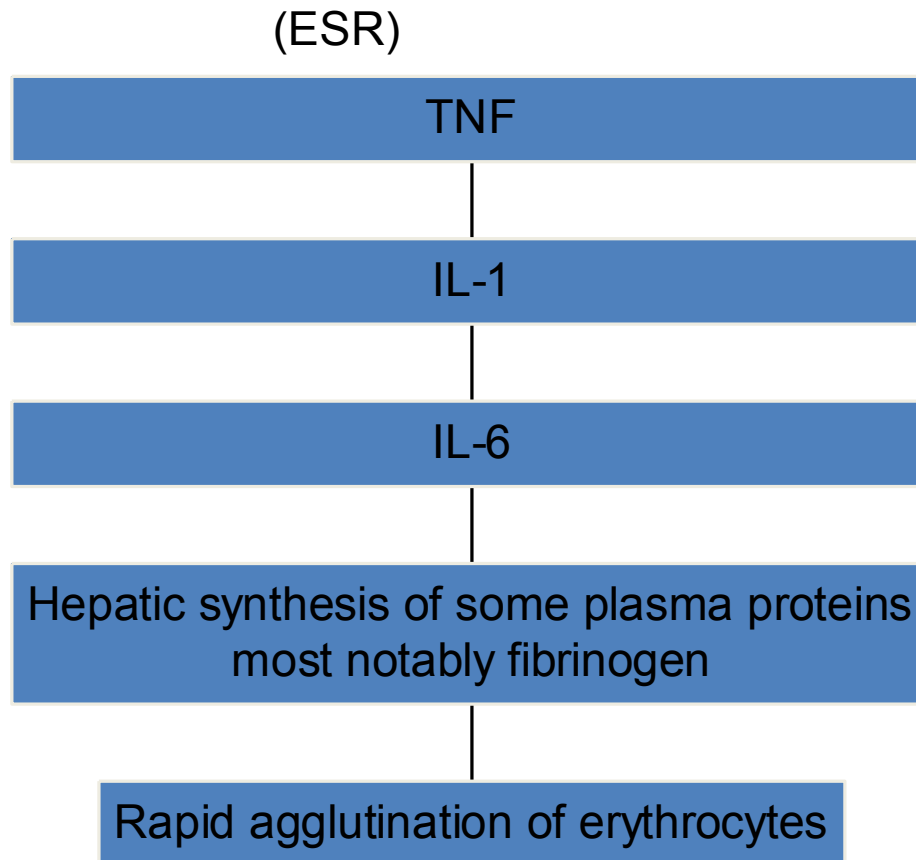 (ESR)
TNF
IL-1
IL-6
Hepatic synthesis of some plasma proteins
most notably fibrinogen
Rapid agglutination of erythrocytes